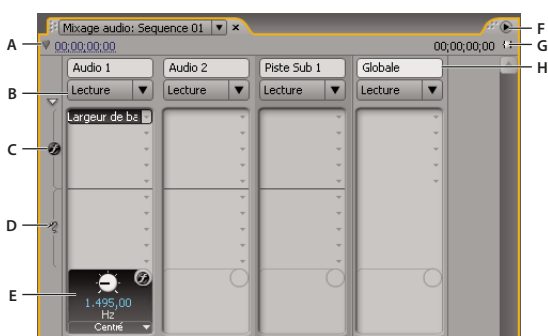 Mixage audio: Sequence 01
F
A
00;00;00;00
00;00;00;00
G
Audio 1
Audio 2
Piste Sub 1
Globale
H
B
Lecture
Lecture
Lecture
Lecture
Largeur de ba
C
D
E
1.495,00
Hz
Centré